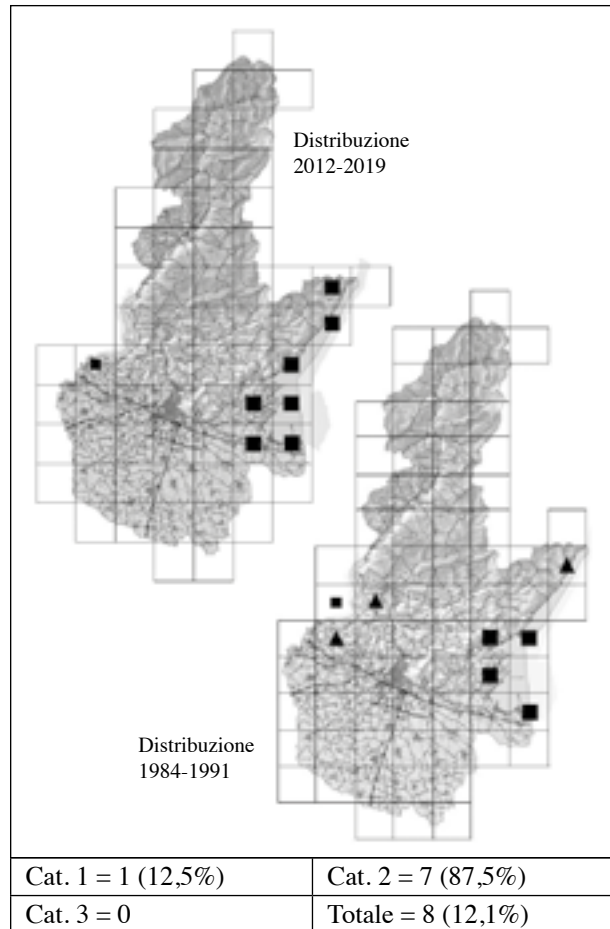 Distribuzione
2012-2019
Distribuzione
1984-1991
Cat. 1 = 1 (12,5%)
Cat. 2 = 7 (87,5%)
Cat. 3 = 0
Totale = 8 (12,1%)